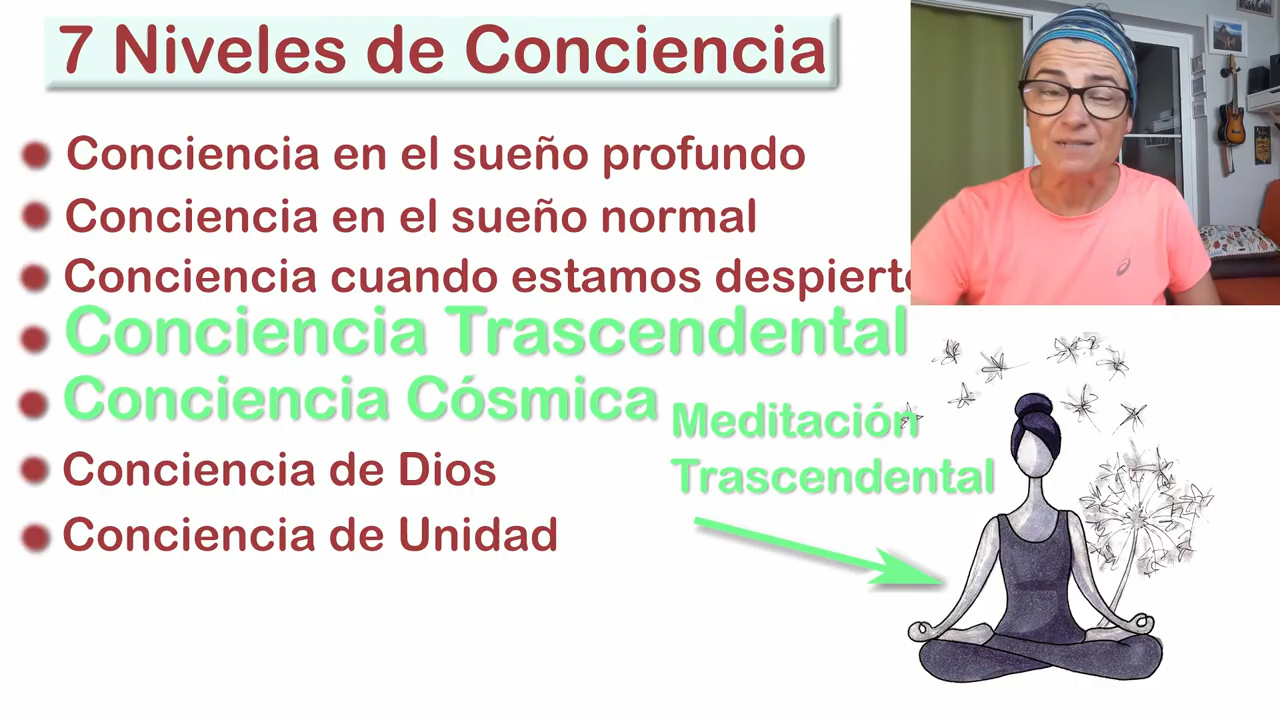 7 Niveles de Conciencia
Conciencia en el sueño profundo
Conciencia en el sueño normal
Conciencia cuando estamos despierto
Conciencia Trascendental
Conciencia Cósmica
Meditación
Trascendental
Conciencia de Dios
Conciencia de Unidad